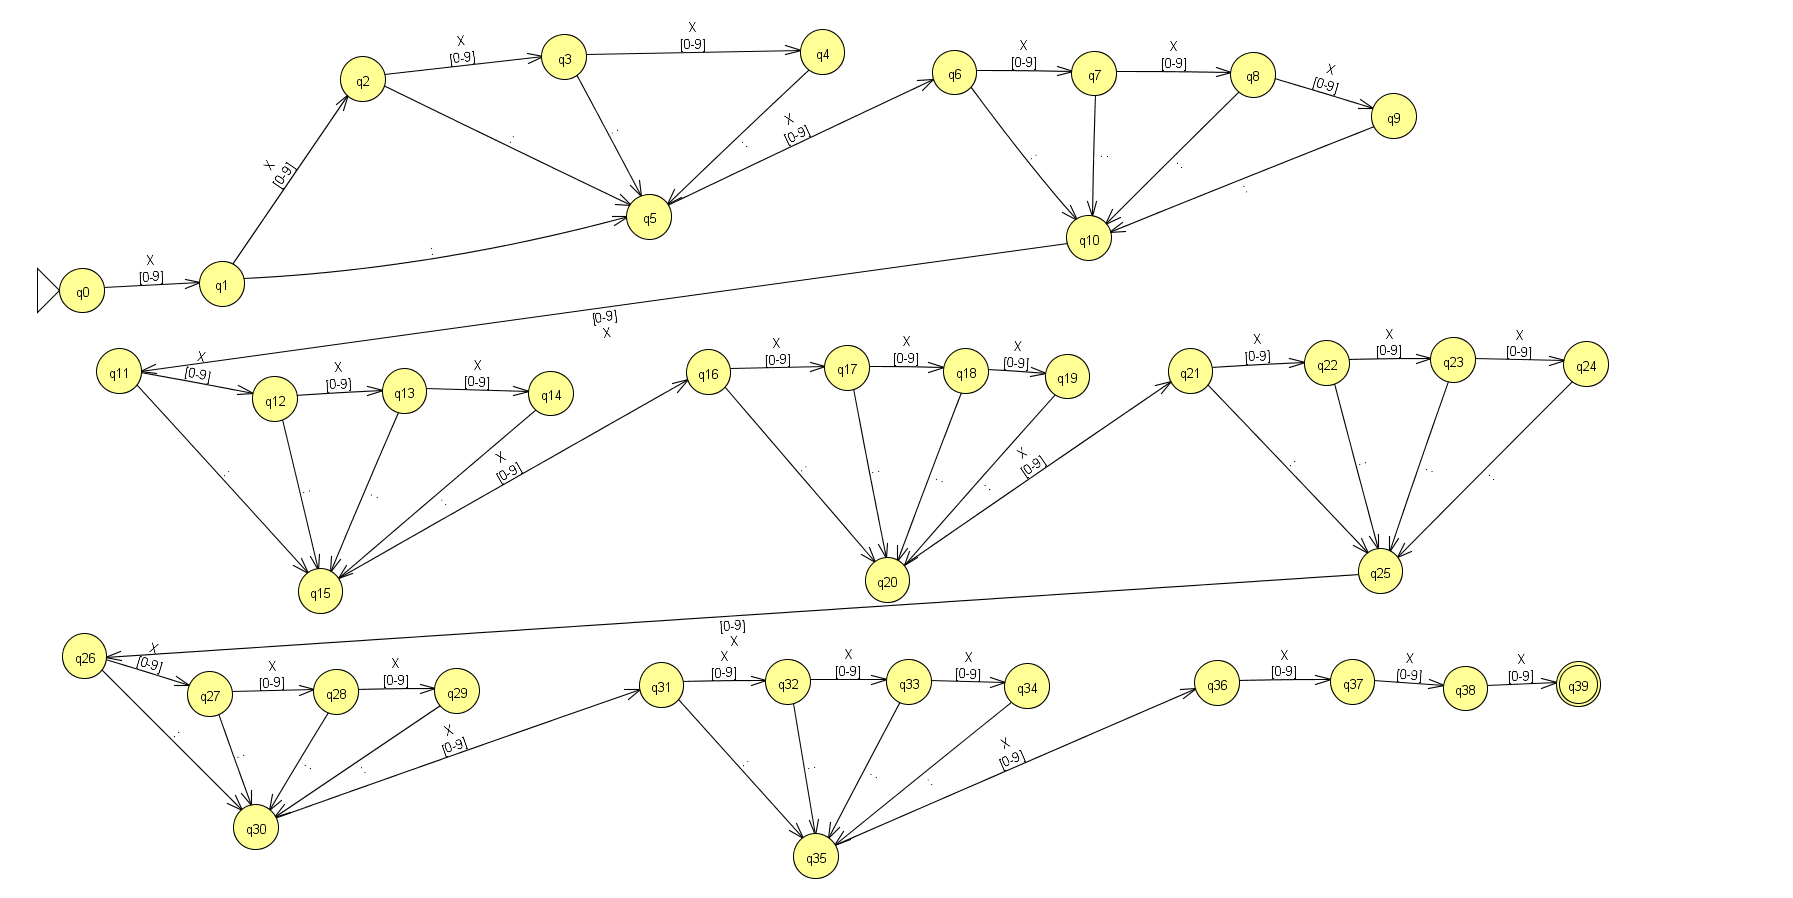 X
[0-9]
q3
X
[0-9]
q4
q2
X
[0-9]
:
:
:
q5
X
[0-9]
q6
X
[0-9]
q7
X
[0-9]
q8
X
[0-9]
q9
:
:
:
:
q10
q0
X
[0-9]
q1
X
[0-9]
:
[0-9]
X
q11
X
[0-9]
q12
X
[0-9]
q13
X
[0-9]
q14
:
:
:
:
q15
X
[0-9]
q16
X
[0-9]
q17
X
[0-9]
q18
X
[0-9]
q19
:
:
:
:
q20
X
[0-9]
q21
X
[0-9]
q22
X
[0-9]
q23
X
[0-9]
q24
:
:
:
:
q25
[0-9]
X
q26
X
[0-9]
q27
X
[0-9]
q28
X
[0-9]
q29
:
:
:
:
q30
X
[0-9]
q31
X
[0-9]
q32
X
[0-9]
q33
X
[0-9]
q34
:
:
:
:
q35
X
[0-9]
q36
X
[0-9]
q37
X
[0-9]
q38
X
[0-9]
q39